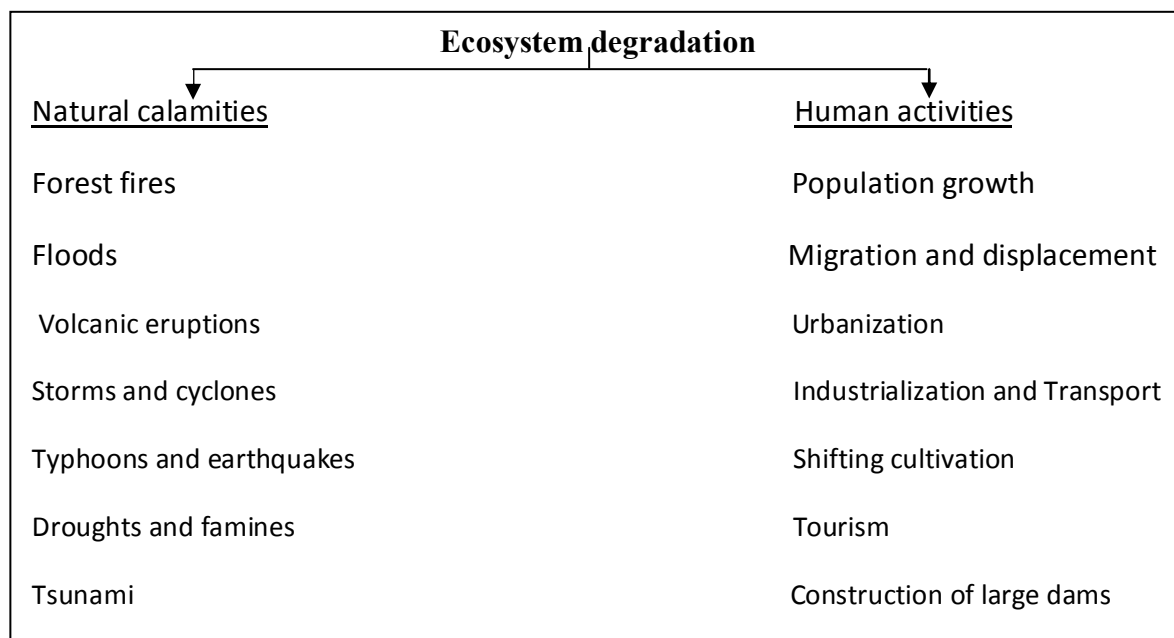 Ecosystem degradation
Natural calamities
Human activities
Forest fires
Population growth
Floods
Migration and displacement
Volcanic eruptions
Urbanization
Storms and cyclones
Industrialization and Transport
Typhoons and earthquakes
Shifting cultivation
Droughts and famines
Tourism
Tsunami
Construction of large dams